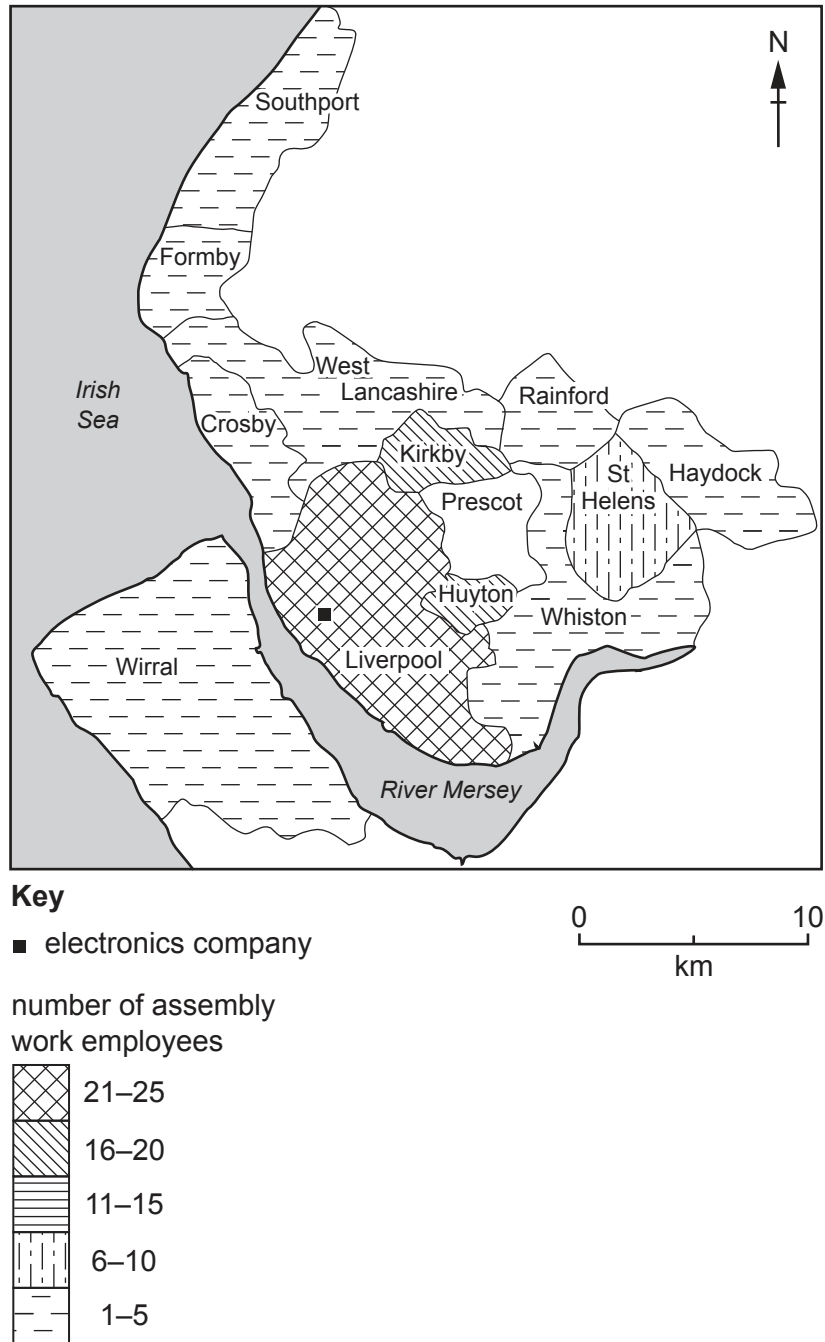 N
Southport
Formby
West
Lancashire
Rainford
Irish
Sea
Crosby
Kirkby
St
Helens
Haydock
Prescot
Huyton
Whiston
Wirral
Liverpool
River Mersey
Key
electronics company
0 10
km
number of assembly
work employees
21–25
16–20
11–15
6–10
1–5